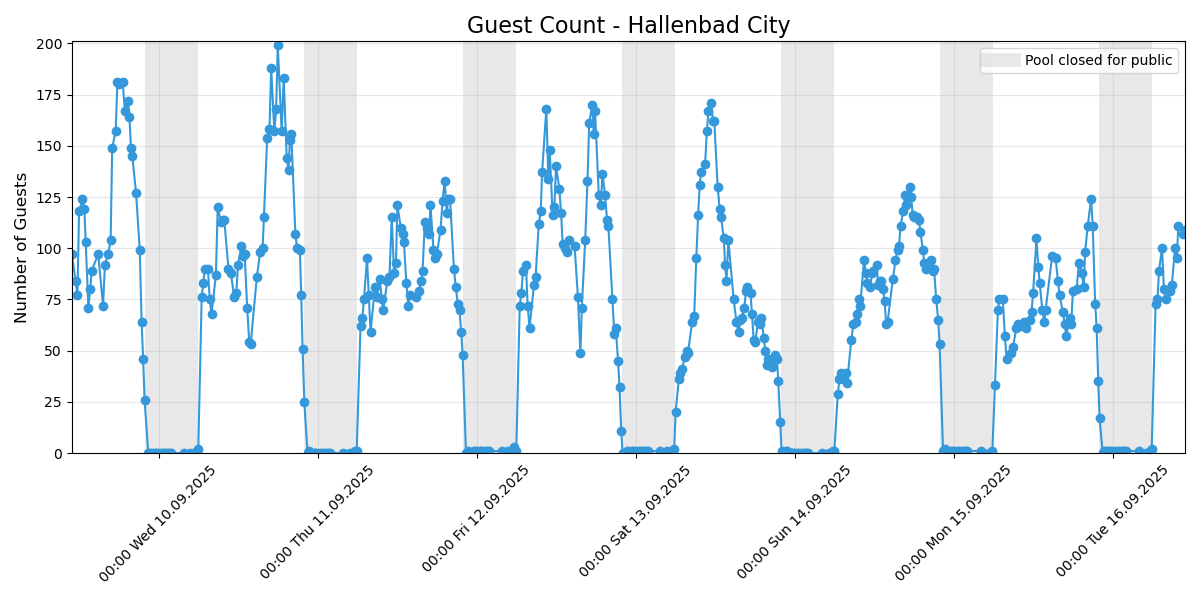 Guest Count - Hallenbad City
Pool closed for public
Number of Guests
200
175
150
125
100
75
50
25
0
00:00 Wed 10.09.2025
00:00 Thu 11.09.2025
00:00 Fri 12.09.2025
00:00 Sat 13.09.2025
00:00 Sun 14.09.2025
00:00 Mon 15.09.2025
00:00 Tue 16.09.2025